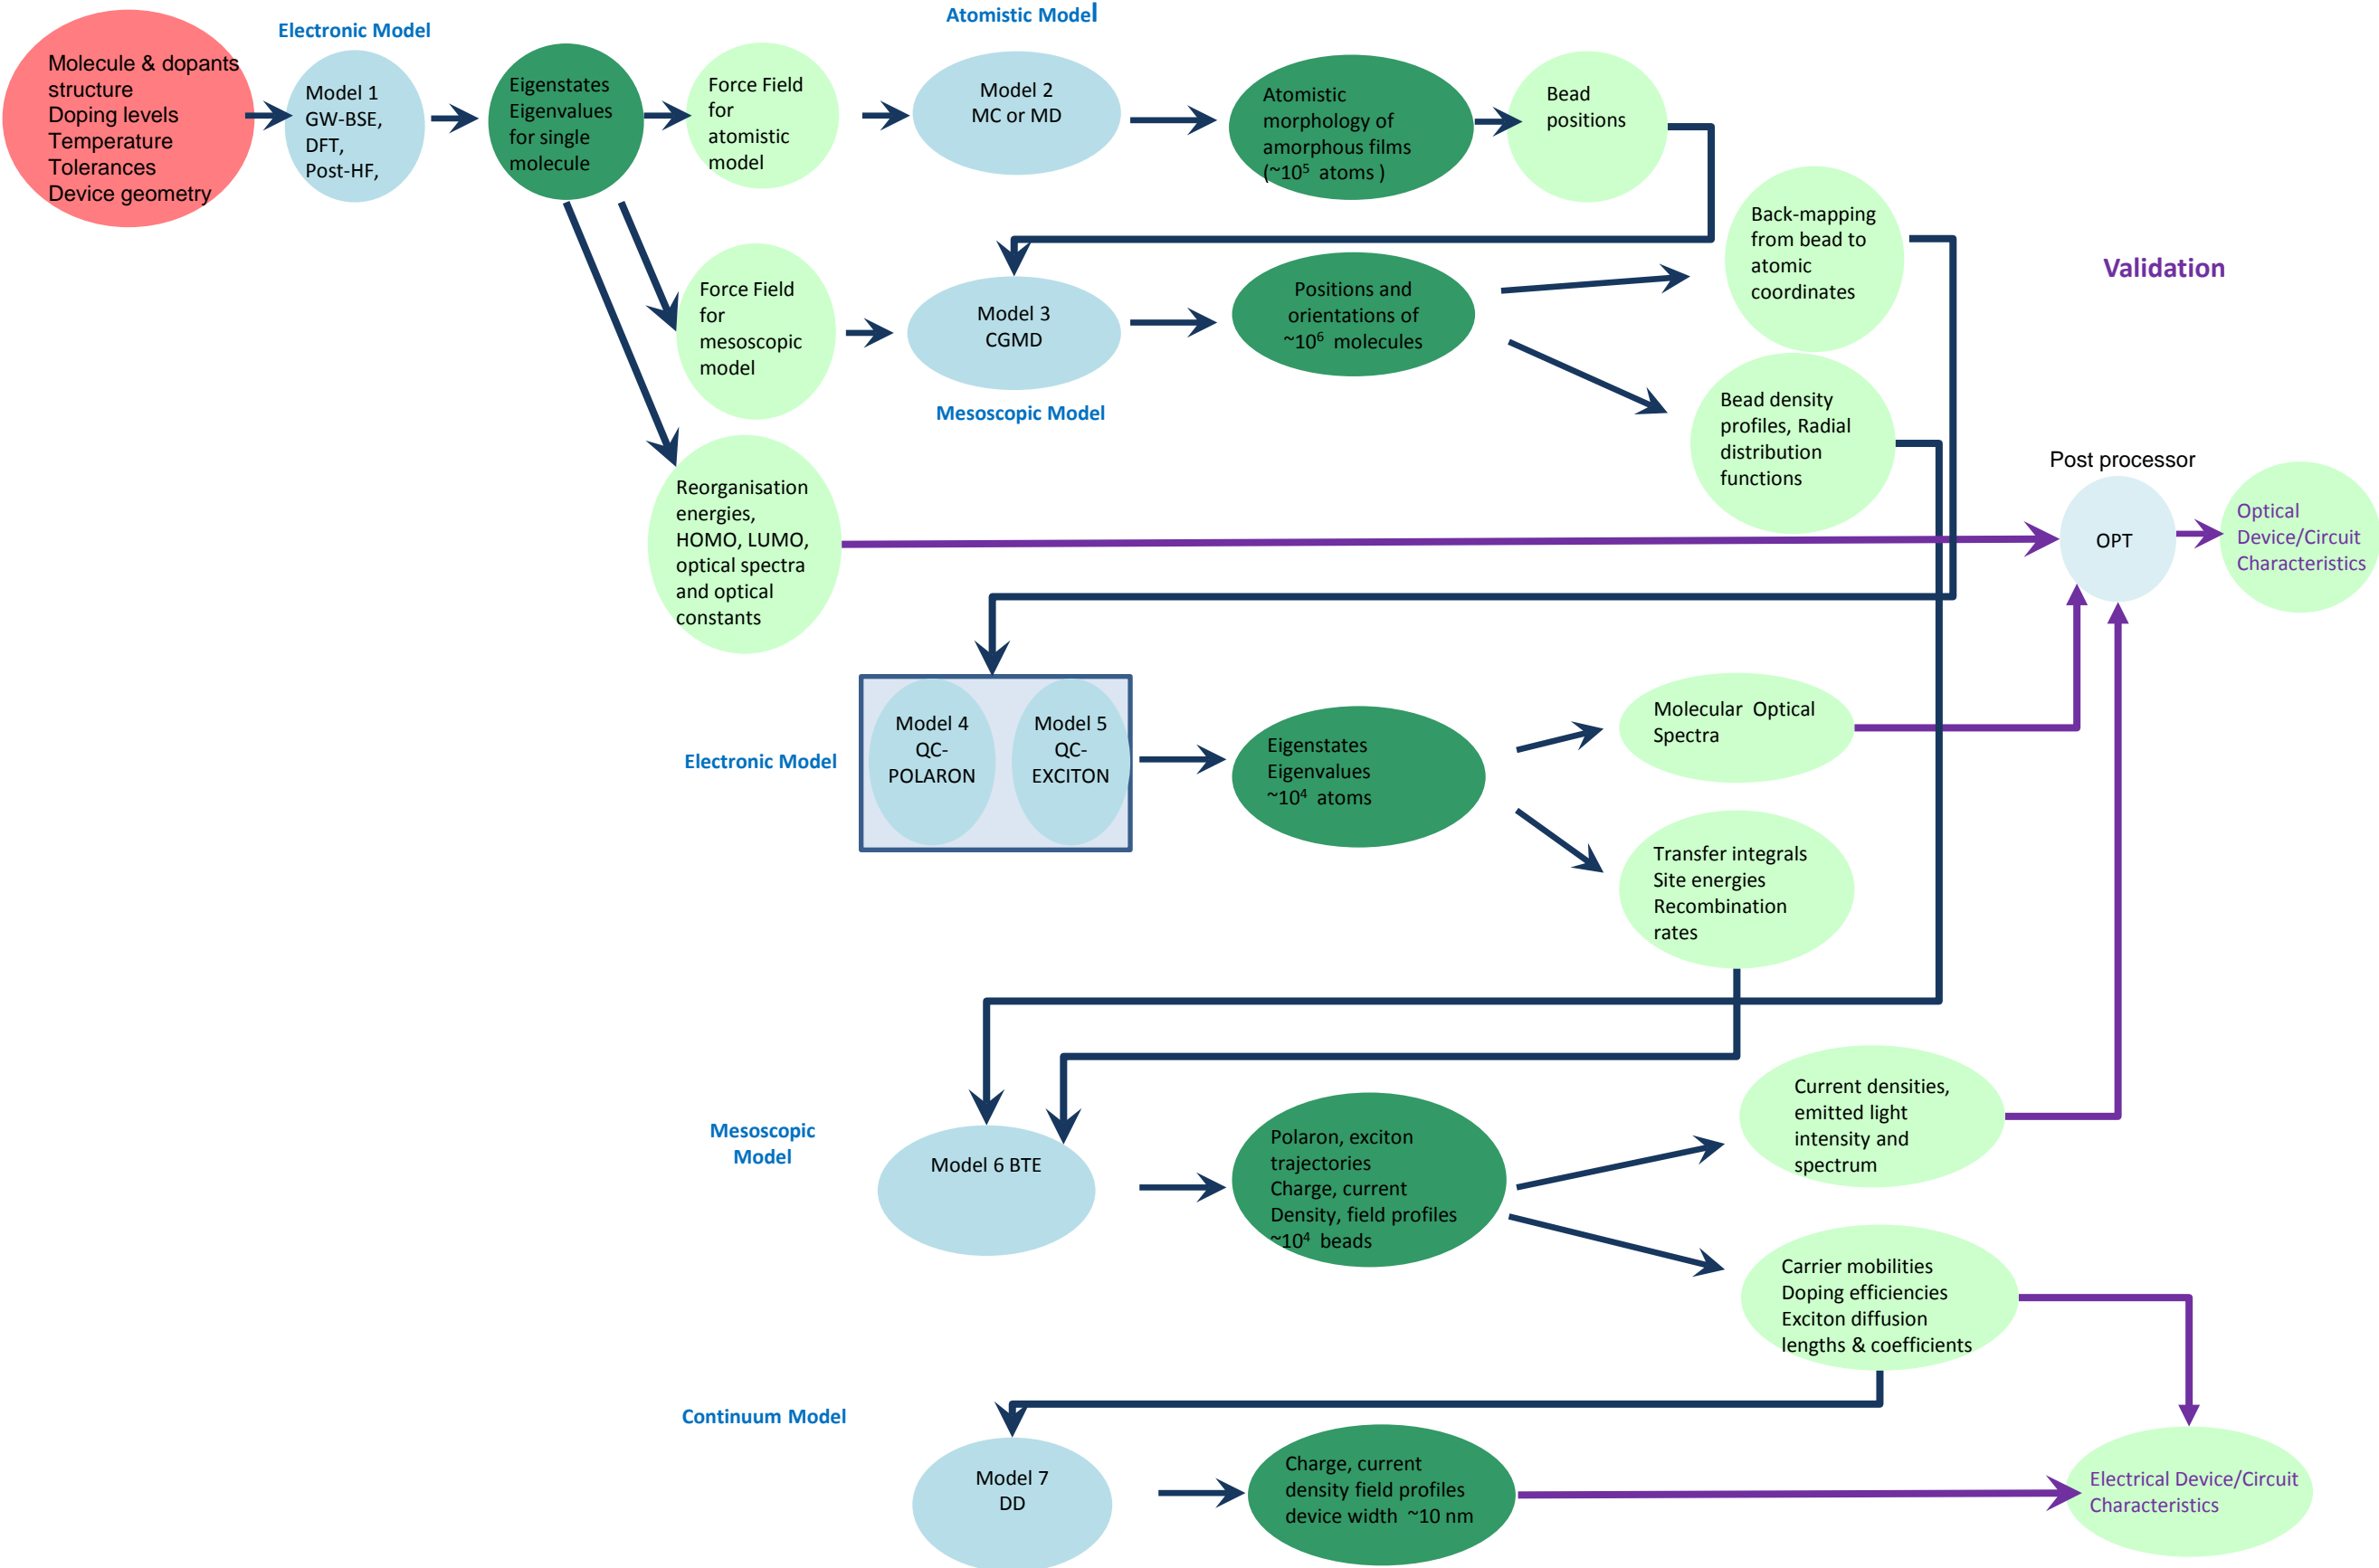 Electronic Model
Atomistic Model
Molecule & dopants
structure
Doping levels
Temperature
Tolerances
Device geometry
Model 1
GW-BSE,
DFT,
Post-HF,
Eigenstates
Eigenvalues
for single
molecule
Force Field
for
atomistic
model
Model 2
MC or MD
Atomistic
morphology of
amorphous films
(~10⁵ atoms )
Bead
positions
Force Field
for
mesoscopic
model
Model 3
CGMD
Mesoscopic Model
Positions and
orientations of
~10⁶ molecules
Back-mapping
from bead to
atomic
coordinates
Validation
Bead density
profiles, Radial
distribution
functions
Reorganisation
energies,
HOMO, LUMO,
optical spectra
and optical
constants
Post processor
OPT
Optical
Device/Circuit
Characteristics
Electronic Model
Model 4
QC-
POLARON
Model 5
QC-
EXCITON
Eigenstates
Eigenvalues
~10⁴ atoms
Molecular Optical
Spectra
Transfer integrals
Site energies
Recombination
rates
Mesoscopic
Model
Model 6 BTE
Polaron, exciton
trajectories
Charge, current
Density, field profiles
~10⁴ beads
Current densities,
emitted light
intensity and
spectrum
Carrier mobilities
Doping efficiencies
Exciton diffusion
lengths & coefficients
Continuum Model
Model 7
DD
Charge, current
density field profiles
device width ~10 nm
Electrical Device/Circuit
Characteristics